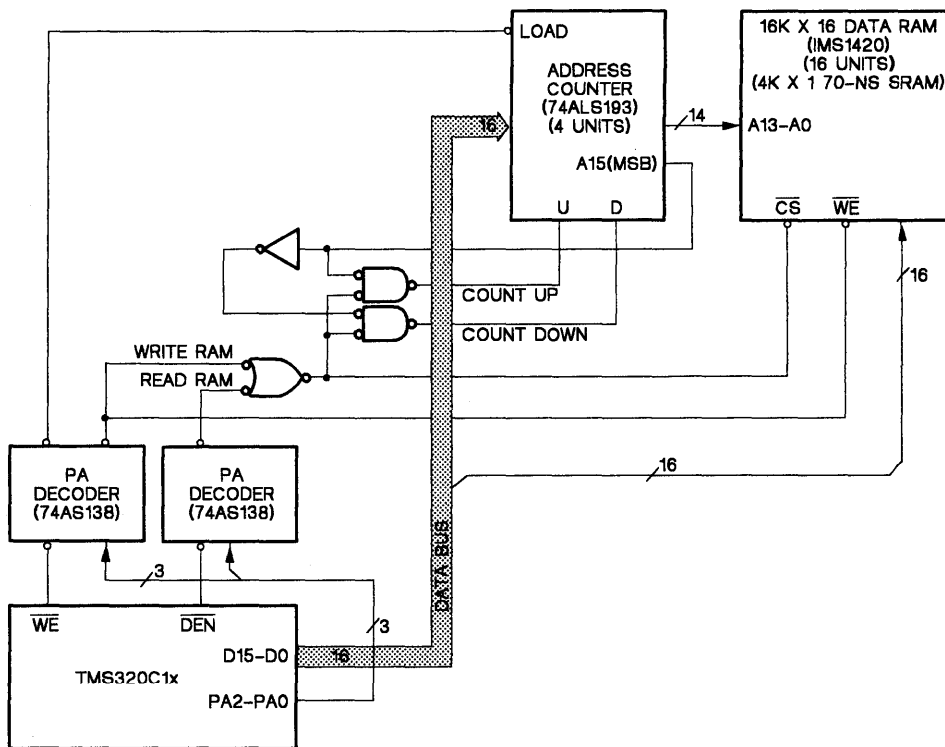 LOAD
ADDRESS
COUNTER
(74ALS193)
(4 UNITS)
A15(MSB)
U D
14
16K X 16 DATA RAM
(IMS1420)
(16 UNITS)
(4K X 1 70-NS SRAM)
A13-A0
CS WE
16
16
COUNT UP
COUNT DOWN
WRITE RAM
READ RAM
PA
DECODER
(74AS138)
PA
DECODER
(74AS138)
16
DATA BUS
3
3
WE DEN
D15-D0
16
TMS320C1x
PA2-PA0